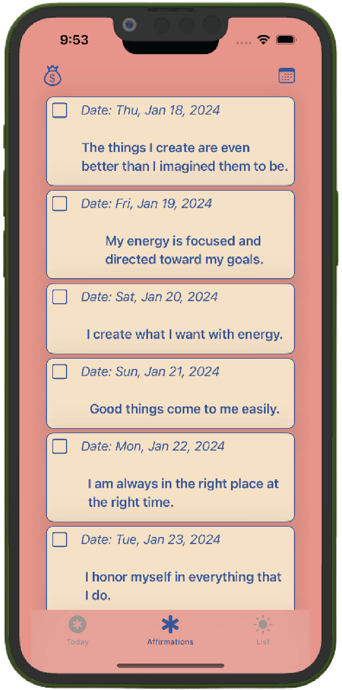 9:53
$
Date: Thu, Jan 18, 2024
The things I create are even
better than I imagined them to be.
Date: Fri, Jan 19, 2024
My energy is focused and
directed toward my goals.
Date: Sat, Jan 20, 2024
I create what I want with energy.
Date: Sun, Jan 21, 2024
Good things come to me easily.
Date: Mon, Jan 22, 2024
I am always in the right place at
the right time.
Date: Tue, Jan 23, 2024
I honor myself in everything that
I do.
Today Affirmations List